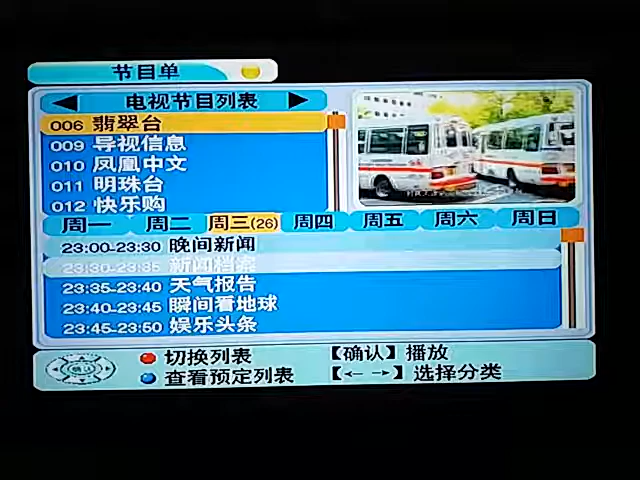 节目单
电视节目列表
006 翡翠台
009 导视信息
010 凤凰中文
011 明珠台
012 快乐购
周一 周二 周三(26) 周四 周五 周六 周日
23:00-23:30 晚间新闻
23:30-23:35 新闻档案
23:35-23:40 天气报告
23:40-23:45 瞬间看地球
23:45-23:50 娱乐头条
确认
切换列表 【确认】播放
查看预定列表 【←→】选择分类